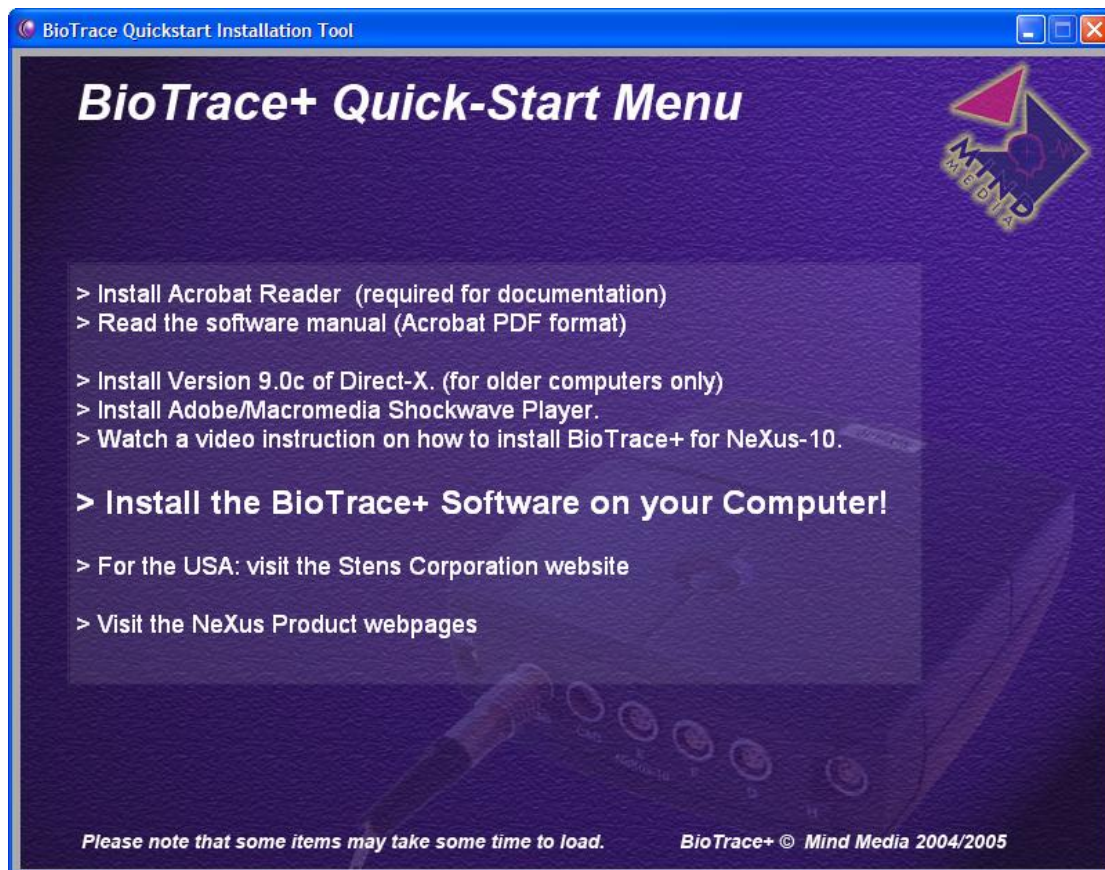 BioTrace Quickstart Installation Tool
BioTrace+ Quick-Start Menu
MIND
MEDIA
> Install Acrobat Reader  (required for documentation)
> Read the software manual (Acrobat PDF format)
> Install Version 9.0c of Direct-X. (for older computers only)
> Install Adobe/Macromedia Shockwave Player.
> Watch a video instruction on how to install BioTrace+ for NeXus-10.
> Install the BioTrace+ Software on your Computer!
> For the USA: visit the Stens Corporation website
> Visit the NeXus Product webpages
Please note that some items may take some time to load.
BioTrace+ © Mind Media 2004/2005